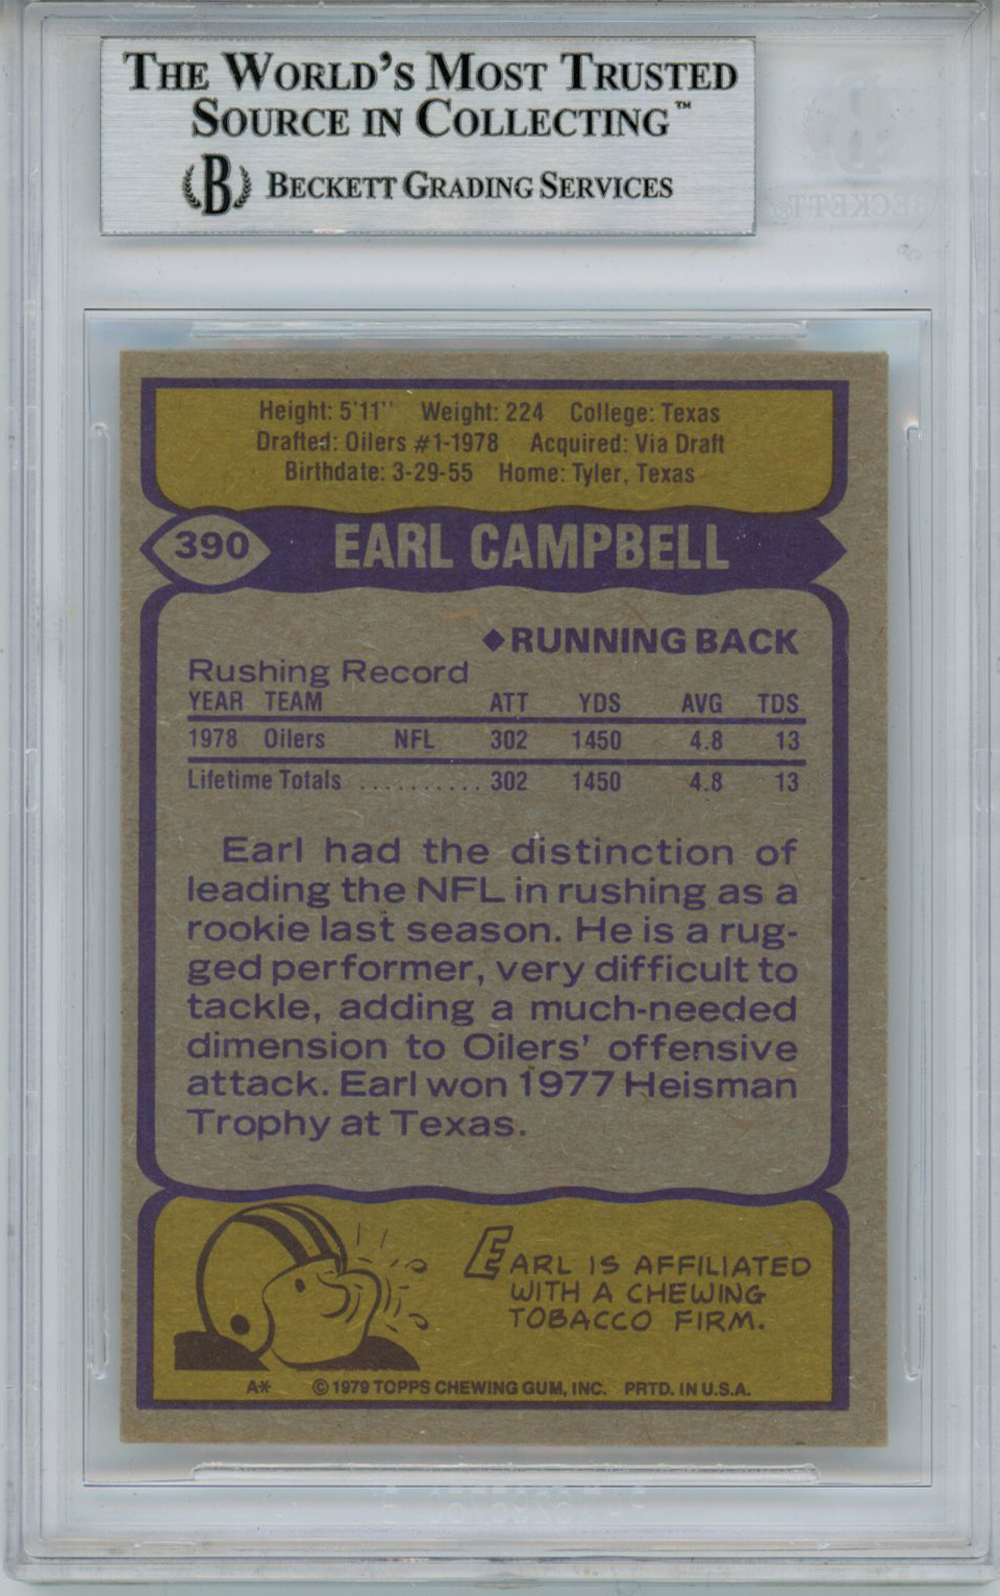 THE WORLD'S MOST TRUSTED
SOURCE IN COLLECTING™
B BECKETT GRADING SERVICES
Height: 5'11'' Weight: 224 College: Texas
Drafted: Oilers #1-1978 Acquired: Via Draft
Birthdate: 3-29-55 Home: Tyler, Texas
390 EARL CAMPBELL
◆RUNNING BACK
Rushing Record
YEAR TEAM ATT YDS AVG TDS
1978 Oilers NFL 302 1450 4.8 13
Lifetime Totals .......... 302 1450 4.8 13
Earl had the distinction of
leading the NFL in rushing as a
rookie last season. He is a rug-
ged performer, very difficult to
tackle, adding a much-needed
dimension to Oilers' offensive
attack. Earl won 1977 Heisman
Trophy at Texas.
EARL IS AFFILIATED
WITH A CHEWING
TOBACCO FIRM.
A* ©1979 TOPPS CHEWING GUM, INC. PRTD. IN U.S.A.